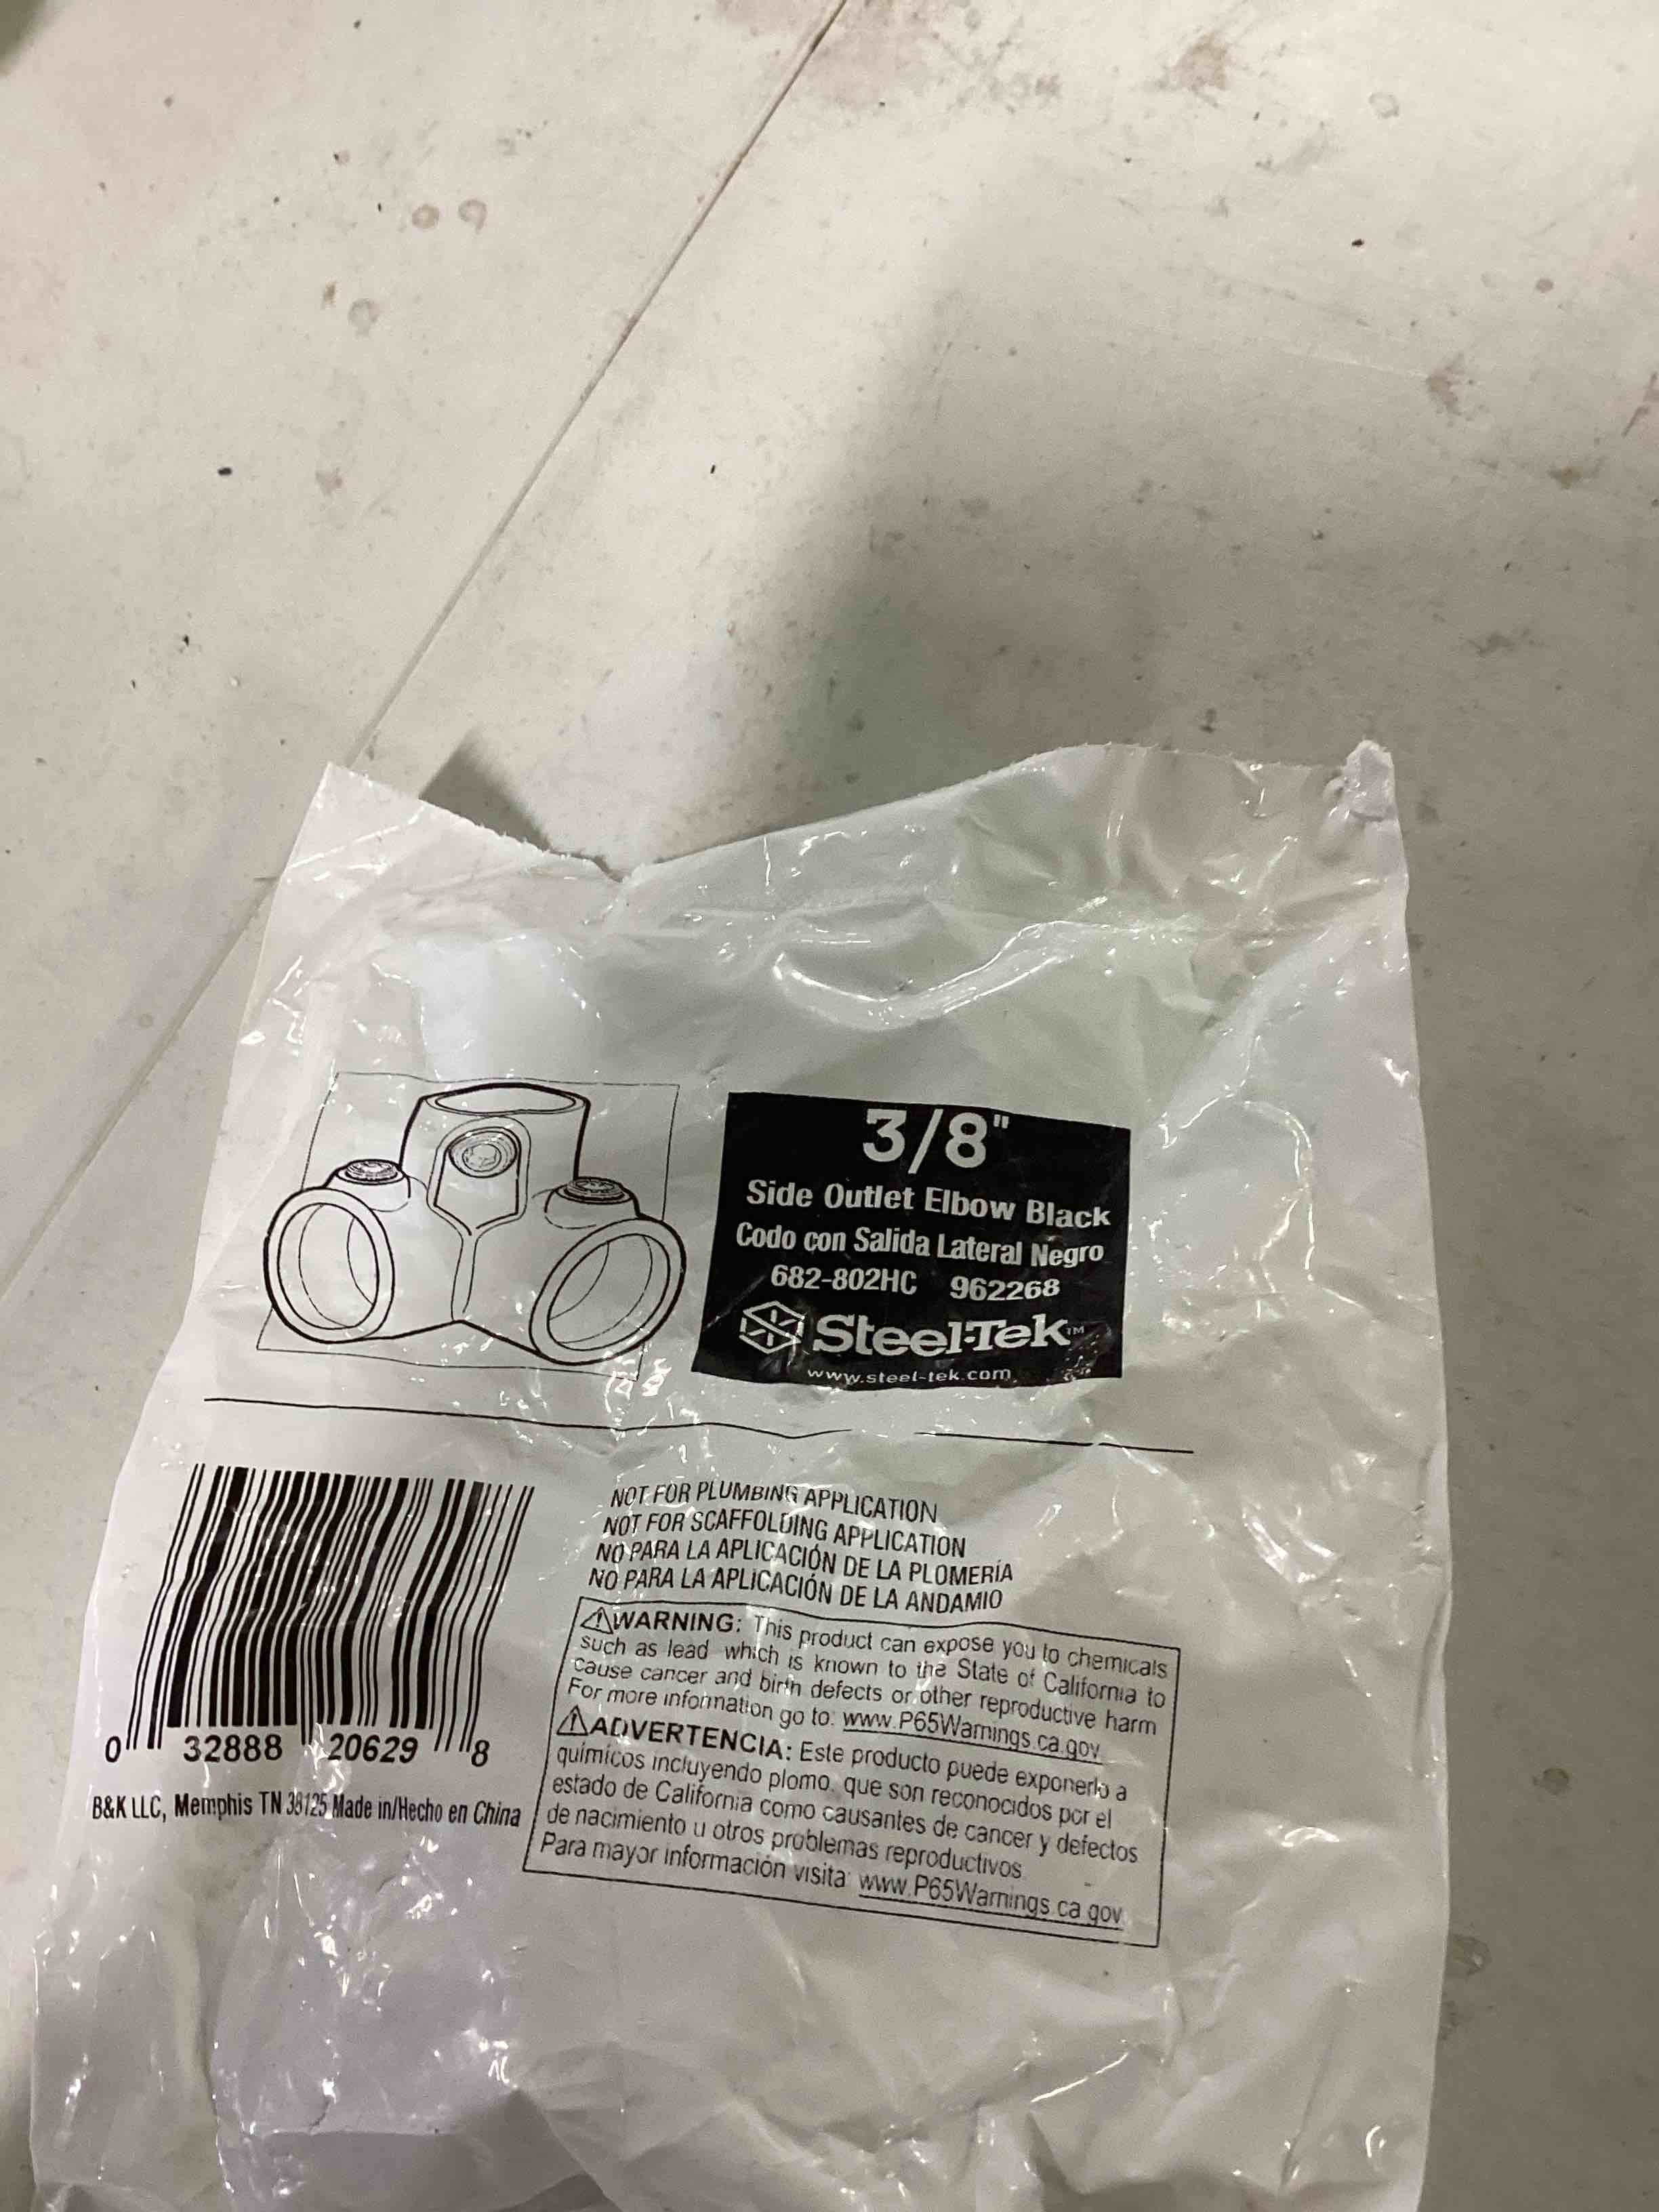 3/8"
Side Outlet Elbow Black
Codo con Salida Lateral Negro
682-802HC 962268
Steel-Tek™
www.steel-tek.com
NOT FOR PLUMBING APPLICATION
NOT FOR SCAFFOLDING APPLICATION
NO PARA LA APLICACIÓN DE LA PLOMERÍA
NO PARA LA APLICACIÓN DE LA ANDAMIO
⚠WARNING: This product can expose you to chemicals
such as lead which is known to the State of California to
cause cancer and birth defects or other reproductive harm
For more information go to: www.P65Warnings.ca.gov
⚠ADVERTENCIA: Este producto puede exponerlo a
químicos incluyendo plomo, que son reconocidos por el
estado de California como causantes de cancer y defectos
de nacimiento u otros problemas reproductivos.
Para mayor información visita: www.P65Warnings.ca.gov
0 32888 20629 8
B&K LLC, Memphis TN 38125 Made in/Hecho en China